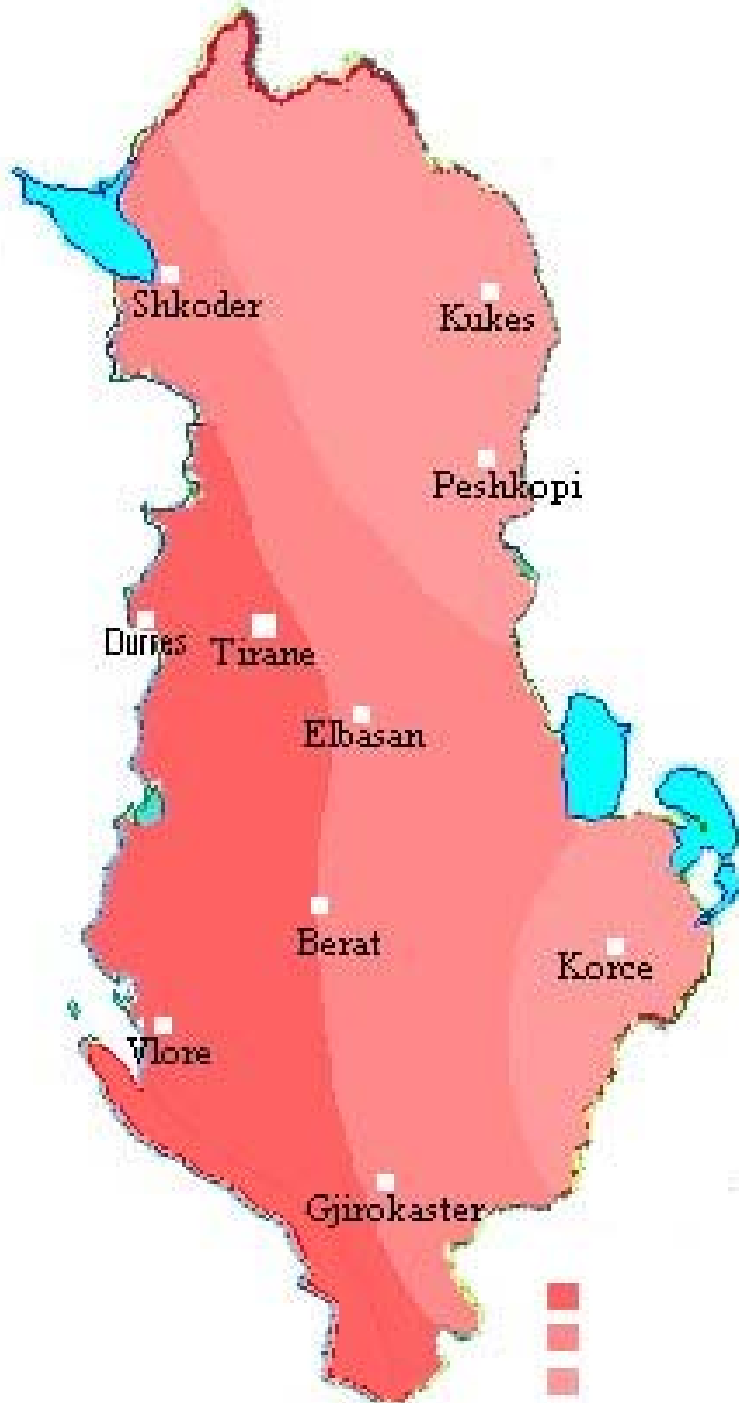 Shkoder
Kukes
Peshkopi
Durres
Tirane
Elbasan
Berat
Korce
Vlore
Gjirokaster